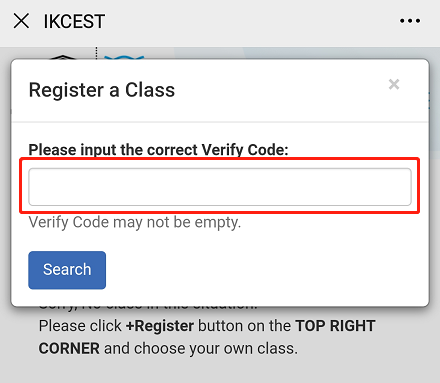 IKCEST
Register a Class
×
Please input the correct Verify Code:
Verify Code may not be empty.
Search
Sorry, No class in this situation.
Please click +Register button on the TOP RIGHT
CORNER and choose your own class.